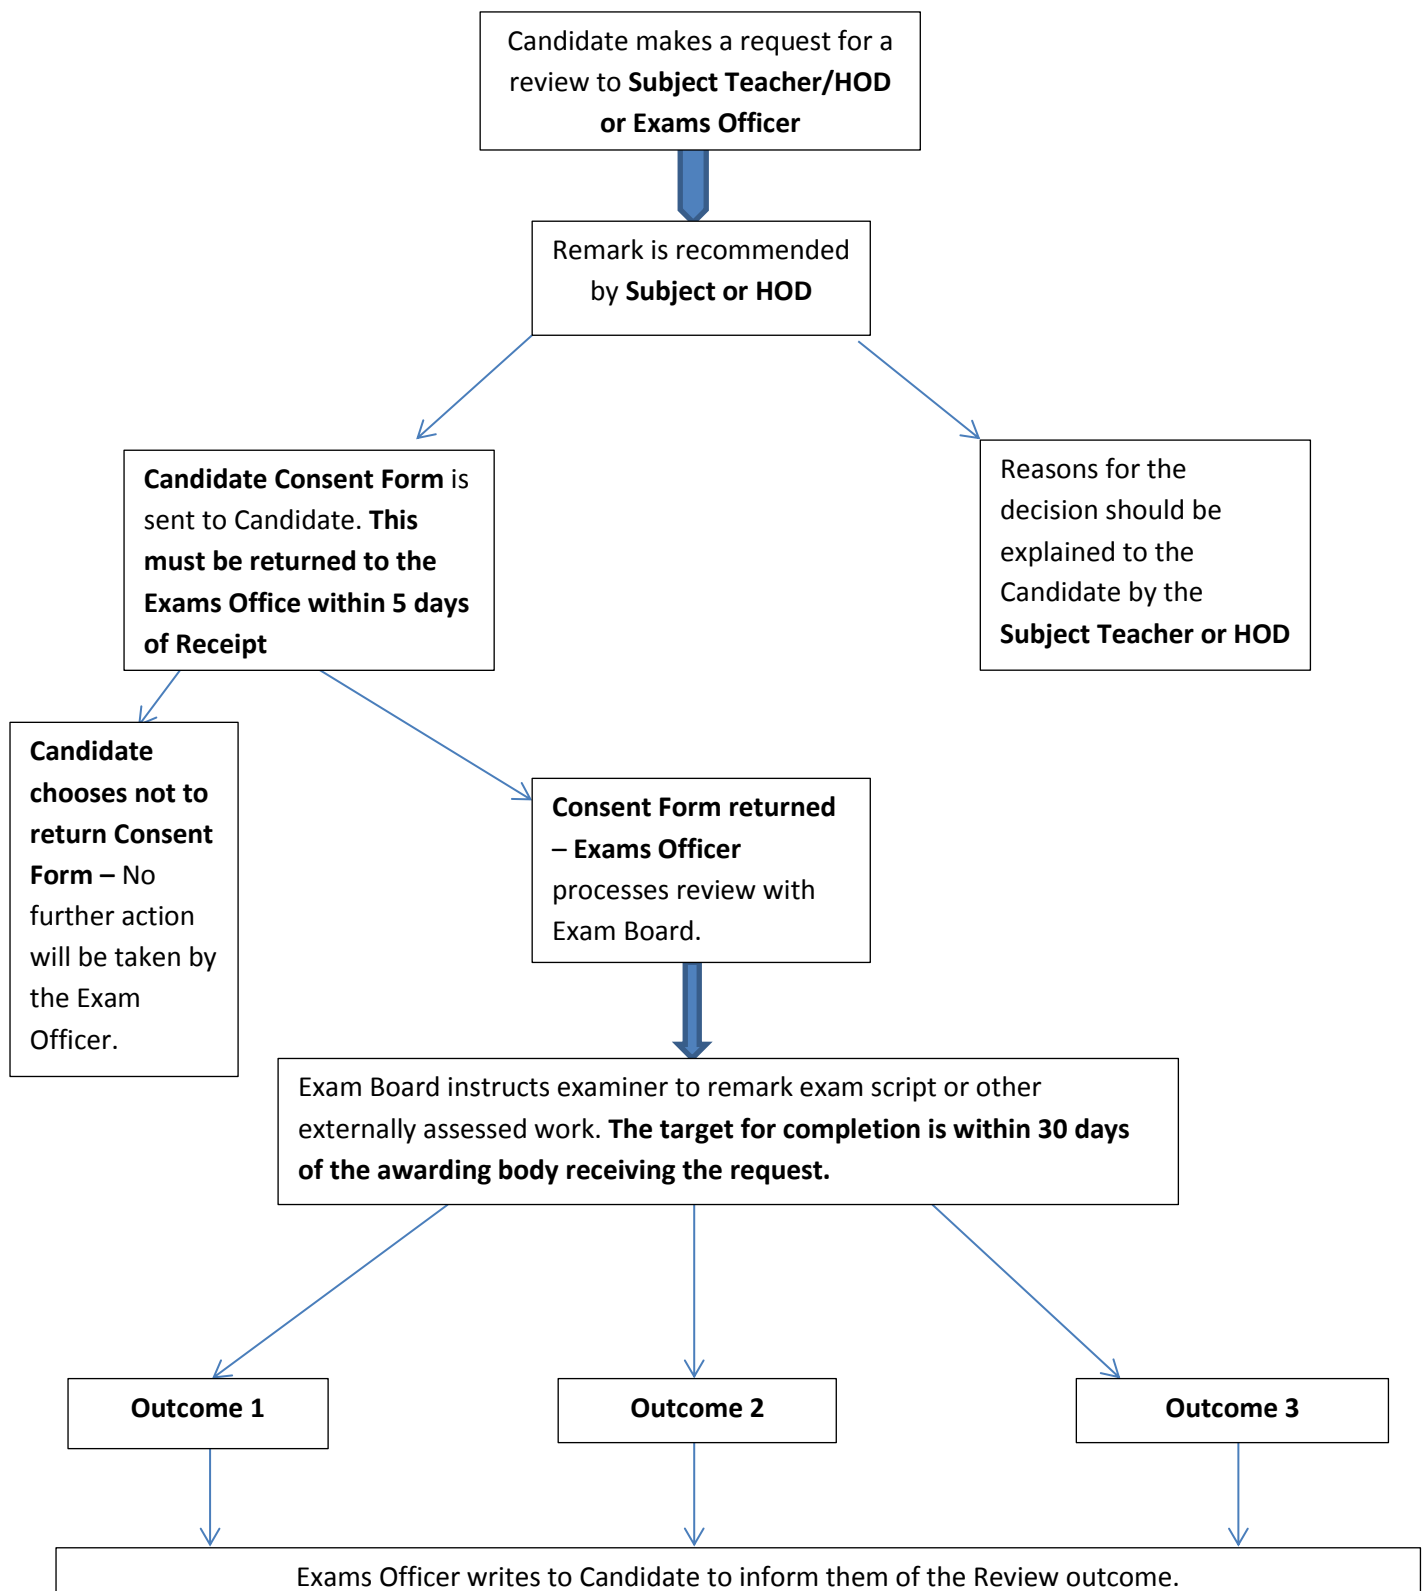 Candidate makes a request for a
review to Subject Teacher/HOD
or Exams Officer
Remark is recommended
by Subject or HOD
Candidate Consent Form is
sent to Candidate. This
must be returned to the
Exams Office within 5 days
of Receipt
Reasons for the
decision should be
explained to the
Candidate by the
Subject Teacher or HOD
Candidate
chooses not to
return Consent
Form – No
further action
will be taken by
the Exam
Officer.
Consent Form returned
– Exams Officer
processes review with
Exam Board.
Exam Board instructs examiner to remark exam script or other
externally assessed work. The target for completion is within 30 days
of the awarding body receiving the request.
Outcome 1
Outcome 2
Outcome 3
Exams Officer writes to Candidate to inform them of the Review outcome.